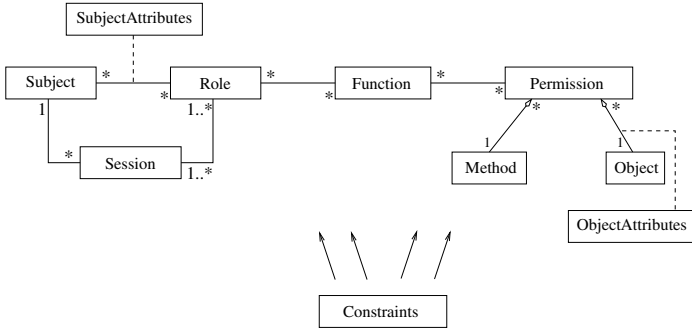 SubjectAttributes
Subject * * Role * * Function * * Permission
1 1..* * *
* Session 1..* 1 Method 1 Object
ObjectAttributes
Constraints